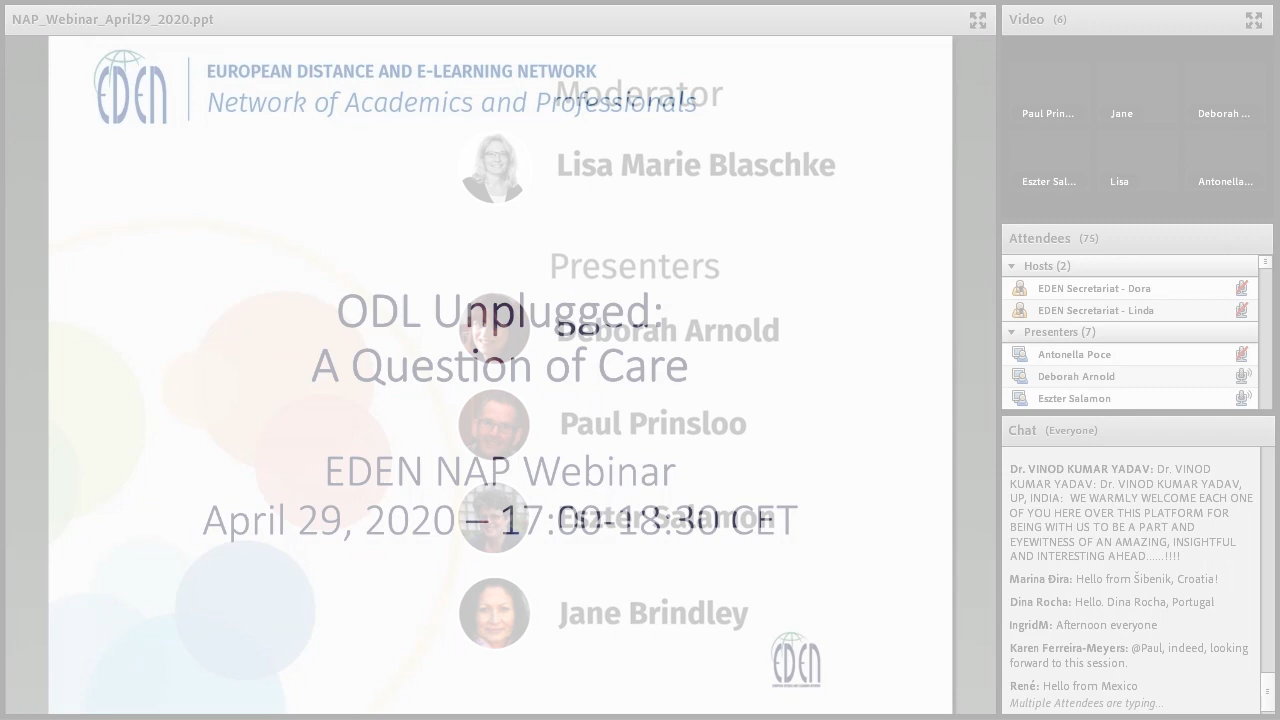 NAP_Webinar_April29_2020.ppt
EDEN
EUROPEAN DISTANCE AND E-LEARNING NETWORK
Network of Academics and Professionals
Moderator
Lisa Marie Blaschke
Presenters
ODL Unplugged:
Deborah Arnold
A Question of Care
Paul Prinsloo
EDEN NAP Webinar
April 29, 2020 – 17:00-18:30 CET
Eszter Salamon
Jane Brindley
EDEN
Video (6)
Paul Prin...
Jane
Deborah ...
Eszter Sal...
Lisa
Antonella...
Attendees (75)
Hosts (2)
EDEN Secretariat - Dora
EDEN Secretariat - Linda
Presenters (7)
Antonella Poce
Deborah Arnold
Eszter Salamon
Chat (Everyone)
Dr. VINOD KUMAR YADAV: Dr. VINOD
KUMAR YADAV: Dr. VINOD KUMAR YADAV,
UP, INDIA: WE WARMLY WELCOME EACH ONE
OF YOU HERE OVER THIS PLATFORM FOR
BEING WITH US TO BE A PART AND
EYEWITNESS OF AN AMAZING, INSIGHTFUL
AND INTERESTING AHEAD......!!!!
Marina Đira: Hello from Šibenik, Croatia!
Dina Rocha: Hello. Dina Rocha, Portugal
IngridM: Afternoon everyone
Karen Ferreira-Meyers: @Paul, indeed, looking
forward to this session.
René: Hello from Mexico
Multiple Attendees are typing...